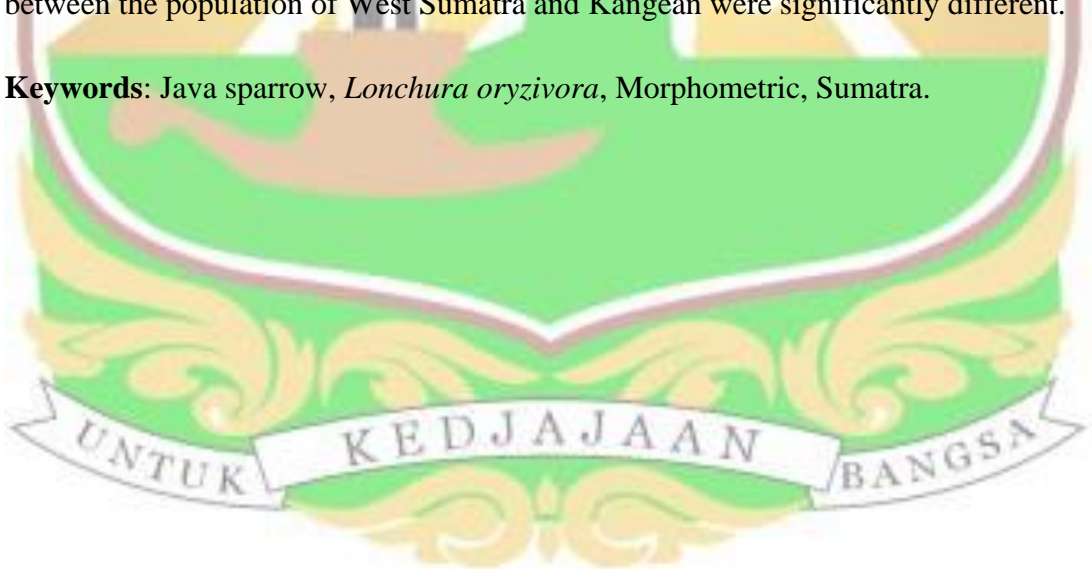 between the population of West Sumatra and Kangean were significantly different.
Keywords: Java sparrow, Lonchura oryzivora, Morphometric, Sumatra.
UNTUK KEDJAJAAN BANGSA